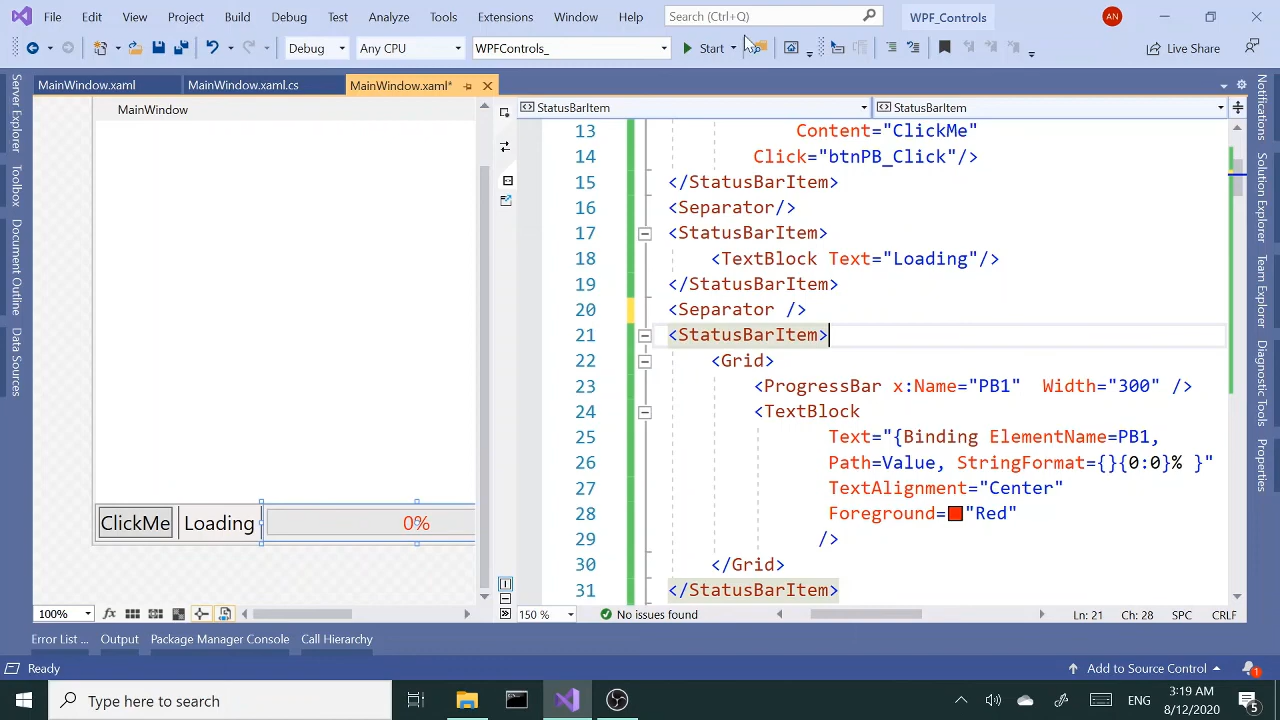 File Edit View Project Build Debug Test Analyze Tools Extensions Window Help Search (Ctrl+Q) WPF_Controls AN
Debug Any CPU WPFControls_ Start Live Share
MainWindow.xaml MainWindow.xaml.cs MainWindow.xaml*
Server Explorer
Toolbox
Document Outline
Data Sources
MainWindow
ClickMe Loading 0%
100% fx
StatusBarItem StatusBarItem
13 Content="ClickMe"
14 Click="btnPB_Click"/>
15 </StatusBarItem>
16 <Separator/>
17 <StatusBarItem>
18 <TextBlock Text="Loading"/>
19 </StatusBarItem>
20 <Separator />
21 <StatusBarItem>
22 <Grid>
23 <ProgressBar x:Name="PB1" Width="300" />
24 <TextBlock
25 Text="{Binding ElementName=PB1,
26 Path=Value, StringFormat={}{0:0}% }"
27 TextAlignment="Center"
28 Foreground="Red"
29 />
30 </Grid>
31 </StatusBarItem>
150 % No issues found Ln: 21 Ch: 28 SPC CRLF
Notifications
Solution Explorer
Team Explorer
Diagnostic Tools
Properties
Error List ... Output Package Manager Console Call Hierarchy
Ready Add to Source Control 1
Type here to search ENG 8:19 AM
8/12/2020 5